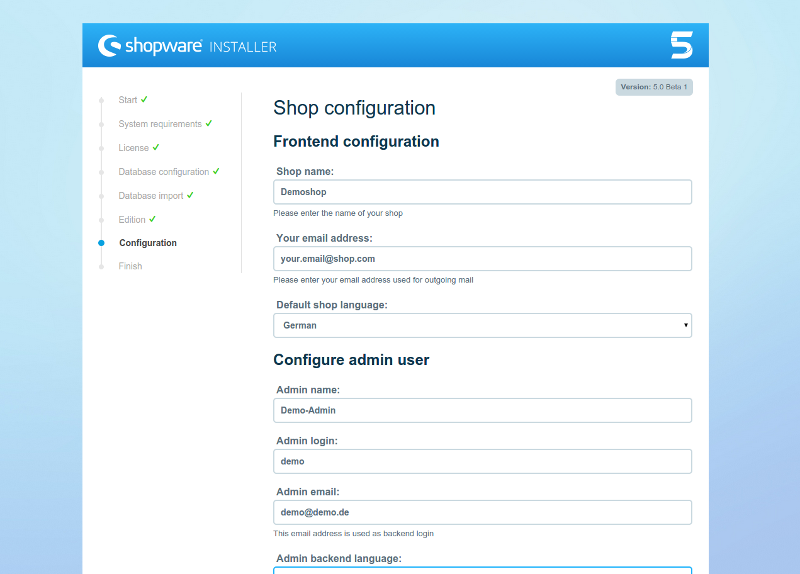 shopware INSTALLER
5
Version: 5.0 Beta 1
Start
System requirements
License
Database configuration
Database import
Edition
Configuration
Finish
Shop configuration
Frontend configuration
Shop name:
Demoshop
Please enter the name of your shop
Your email address:
your.email@shop.com
Please enter your email address used for outgoing mail
Default shop language:
German
Configure admin user
Admin name:
Demo-Admin
Admin login:
demo
Admin email:
demo@demo.de
This email address is used as backend login
Admin backend language: